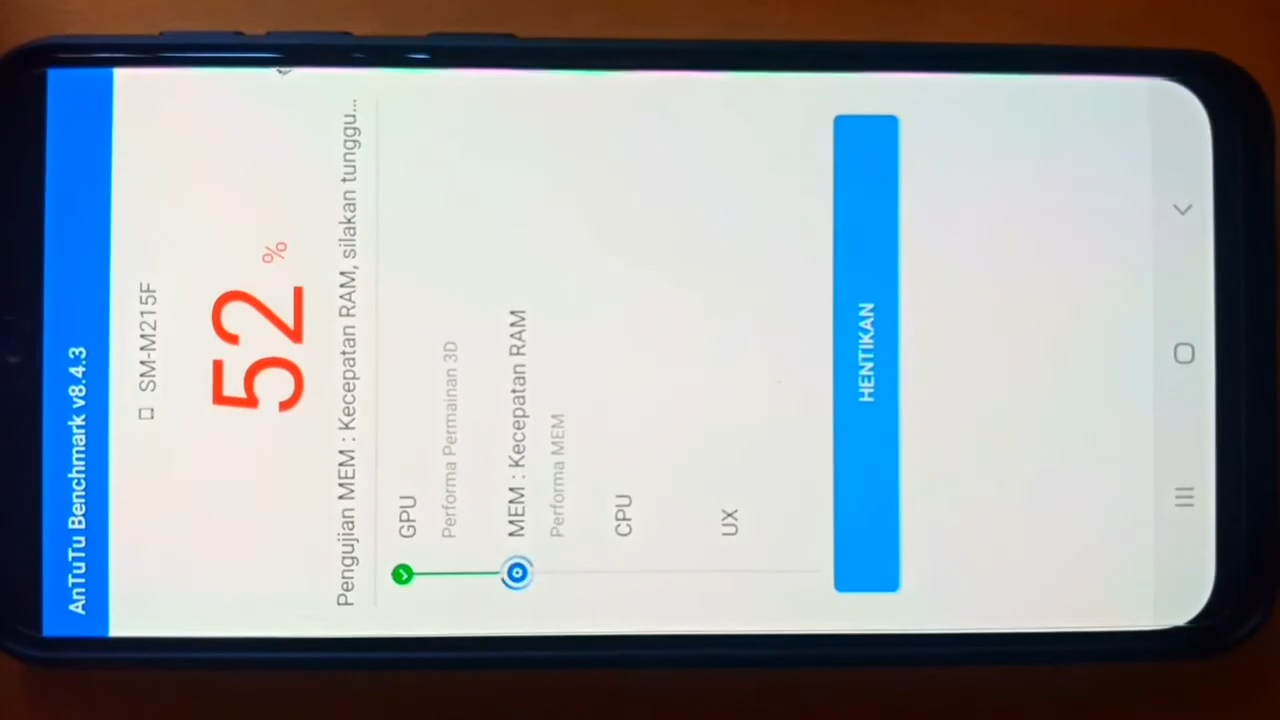 AnTuTu Benchmark v8.4.3
SM-M215F
52 %
Pengujian MEM : Kecepatan RAM, silakan tunggu...
GPU
Performa Permainan 3D
MEM : Kecepatan RAM
Performa MEM
CPU
UX
HENTIKAN